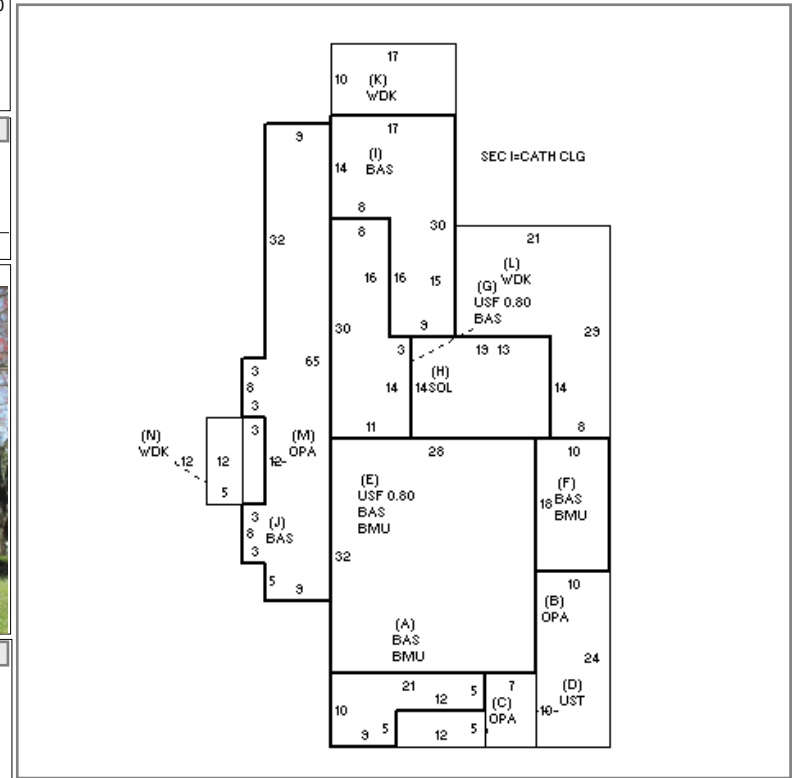 17
10 (K)
WDK
9
17
(I)
14 BAS
SEC I=CATH CLG
8
8
30
32
21
(L)
WDK
16 16 15
(G)
USF 0.80
BAS
30
9
29
3
19 13
65
3
8
3
(H)
14 14 SOL
14
11
8
(N)
WDK
12
12
5
3
12
(M)
OPA
28
10
(E)
USF 0.80
BAS
BMU
(F)
18 BAS
BMU
3
8
3
(J)
BAS
32
5
9
10
(B)
OPA
(A)
BAS
BMU
24
21
5
7
12
(C)
OPA
(D)
UST
10
10
9
5
12
5